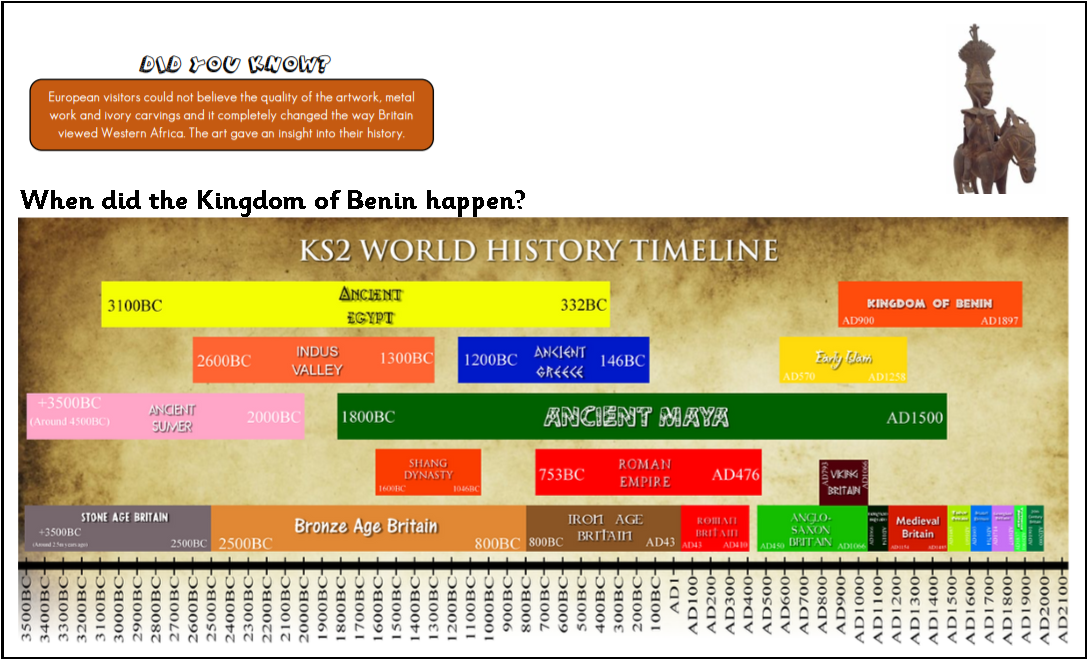 DID YOU KNOW?
European visitors could not believe the quality of the artwork, metal
work and ivory carvings and it completely changed the way Britain
viewed Western Africa. The art gave an insight into their history.
When did the Kingdom of Benin happen?
KS2 WORLD HISTORY TIMELINE
3100BC
ANCIENT
EGYPT
332BC
KINGDOM OF BENIN
AD900
AD1897
2600BC
INDUS
VALLEY
1300BC
1200BC
ANCIENT
GREECE
146BC
Early Islam
AD570
AD1258
+3500BC
(Around 4500BC)
ANCIENT
SUMER
2000BC
1800BC
ANCIENT MAYA
AD1500
SHANG
DYNASTY
1600BC
1046BC
753BC
ROMAN
EMPIRE
AD476
AD793
VIKING
BRITAIN
AD1066
STONE AGE BRITAIN
+3500BC
2500BC
Bronze Age Britain
2500BC
800BC
IRON AGE
BRITAIN
800BC
AD43
ROMAN
BRITAIN
AD43
AD410
ANGLO-
SAXON
BRITAIN
AD450
AD1066
Medieval
Britain
3500BC
3400BC
3300BC
3200BC
3100BC
3000BC
2900BC
2800BC
2700BC
2600BC
2500BC
2400BC
2300BC
2200BC
2100BC
2000BC
1900BC
1800BC
1700BC
1600BC
1500BC
1400BC
1300BC
1200BC
1100BC
1000BC
900BC
800BC
700BC
600BC
500BC
400BC
300BC
200BC
100BC
AD1
AD100
AD200
AD300
AD400
AD500
AD600
AD700
AD800
AD900
AD1000
AD1100
AD1200
AD1300
AD1400
AD1500
AD1600
AD1700
AD1800
AD1900
AD2000
AD2100